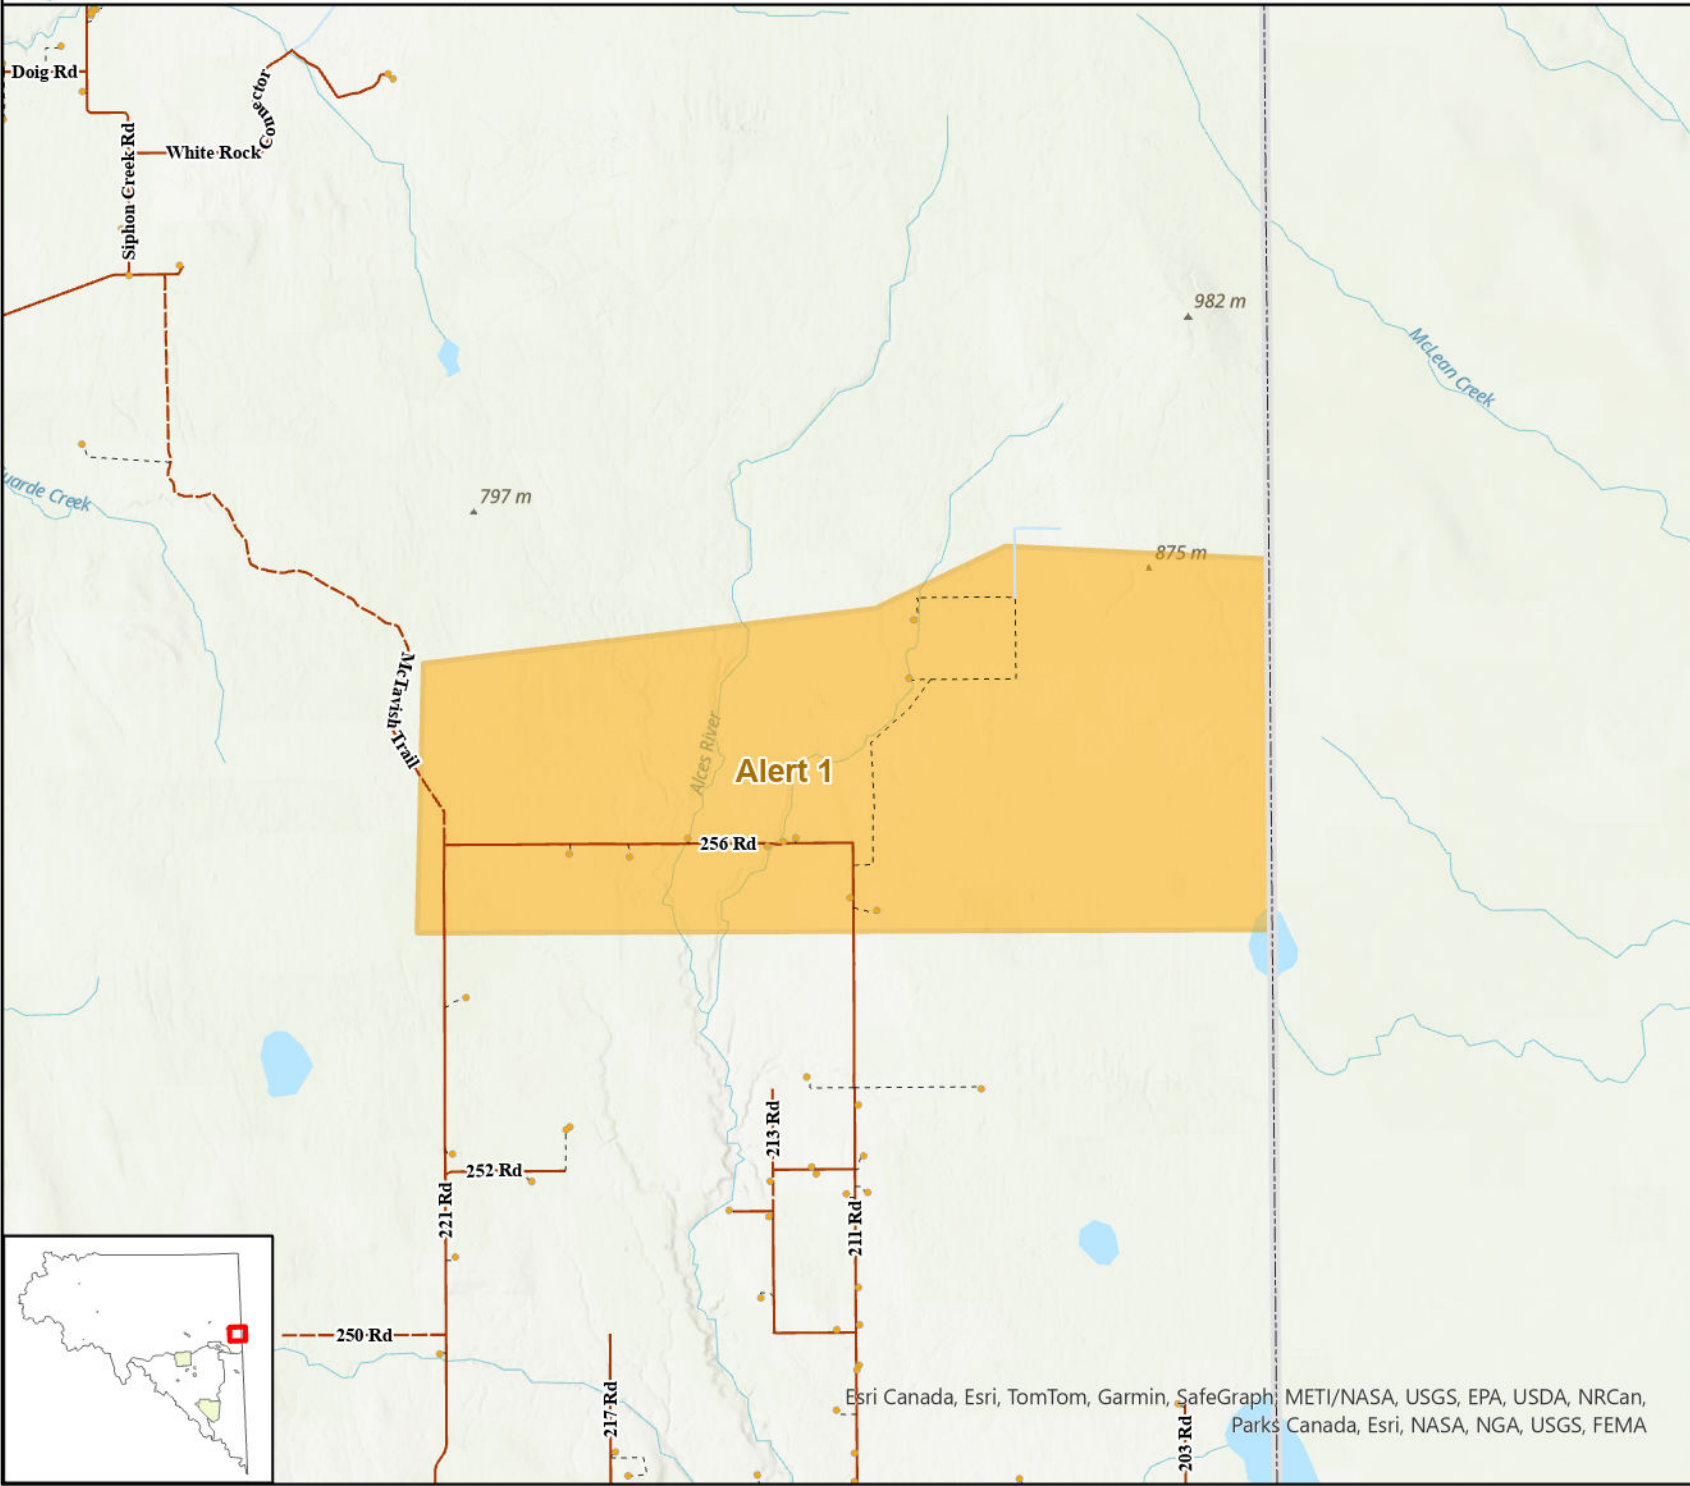 Doig Rd
Connector
White Rock
Siphon Creek Rd
982 m
McLean Creek
uarde Creek
797 m
875 m
McTavish Trail
Alces River
Alert 1
256 Rd
213 Rd
252 Rd
221 Rd
211 Rd
250 Rd
217 Rd
203 Rd
Esri Canada, Esri, TomTom, Garmin, SafeGraph, METI/NASA, USGS, EPA, USDA, NRCan,
Parks Canada, Esri, NASA, NGA, USGS, FEMA